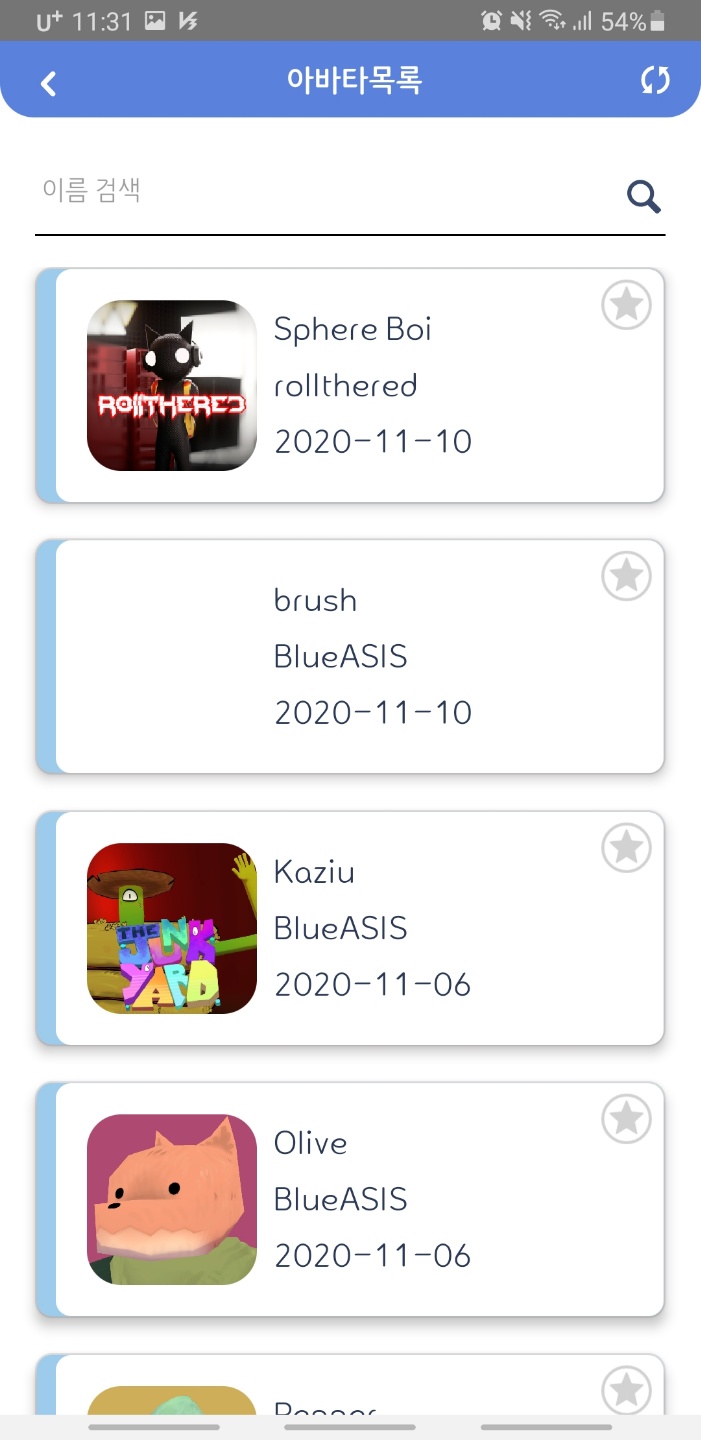 U+ 11:31
54%
아바타목록
이름 검색
Sphere Boi
rollthered
2020-11-10
ROllTHERED
brush
BlueASIS
2020-11-10
Kaziu
BlueASIS
2020-11-06
THE
JUNK
YARD
Olive
BlueASIS
2020-11-06